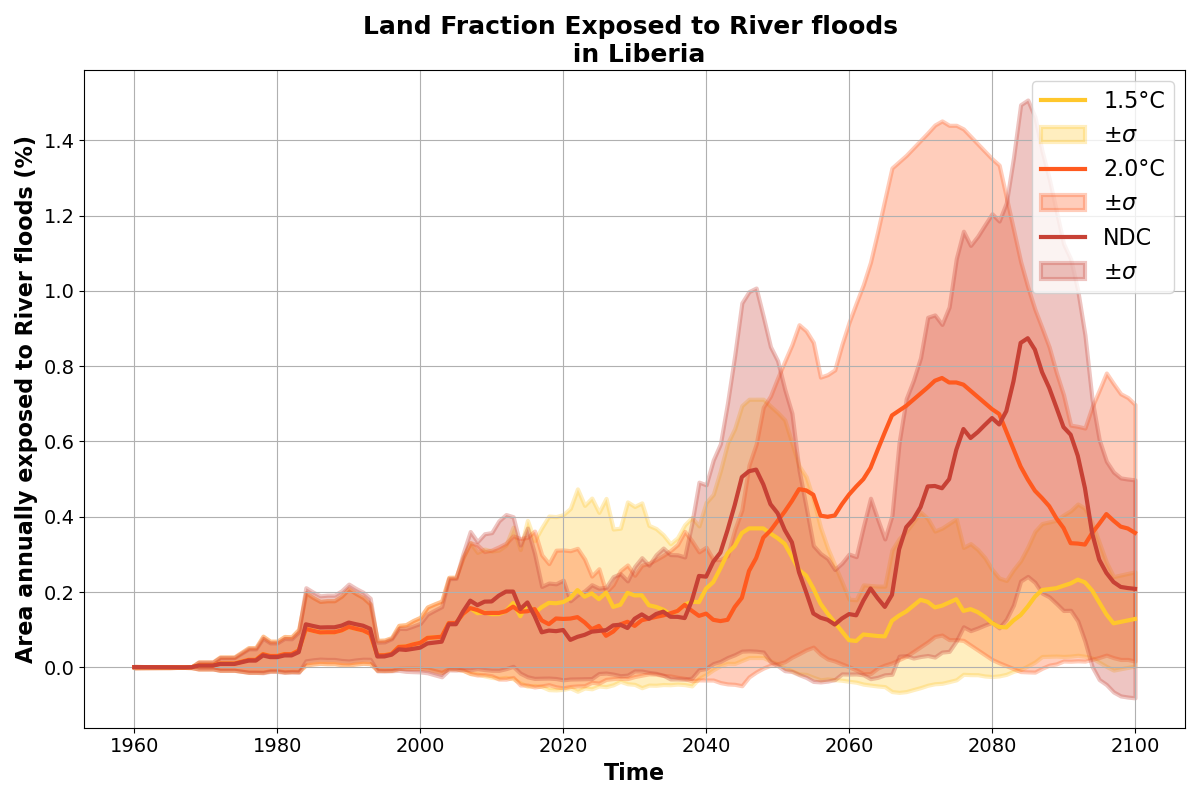 Land Fraction Exposed to River floods
in Liberia
Area annually exposed to River floods (%)
1.4
1.2
1.0
0.8
0.6
0.4
0.2
0.0
1960
1980
2000
2020
2040
2060
2080
2100
Time
1.5°C
±σ
2.0°C
±σ
NDC
±σ